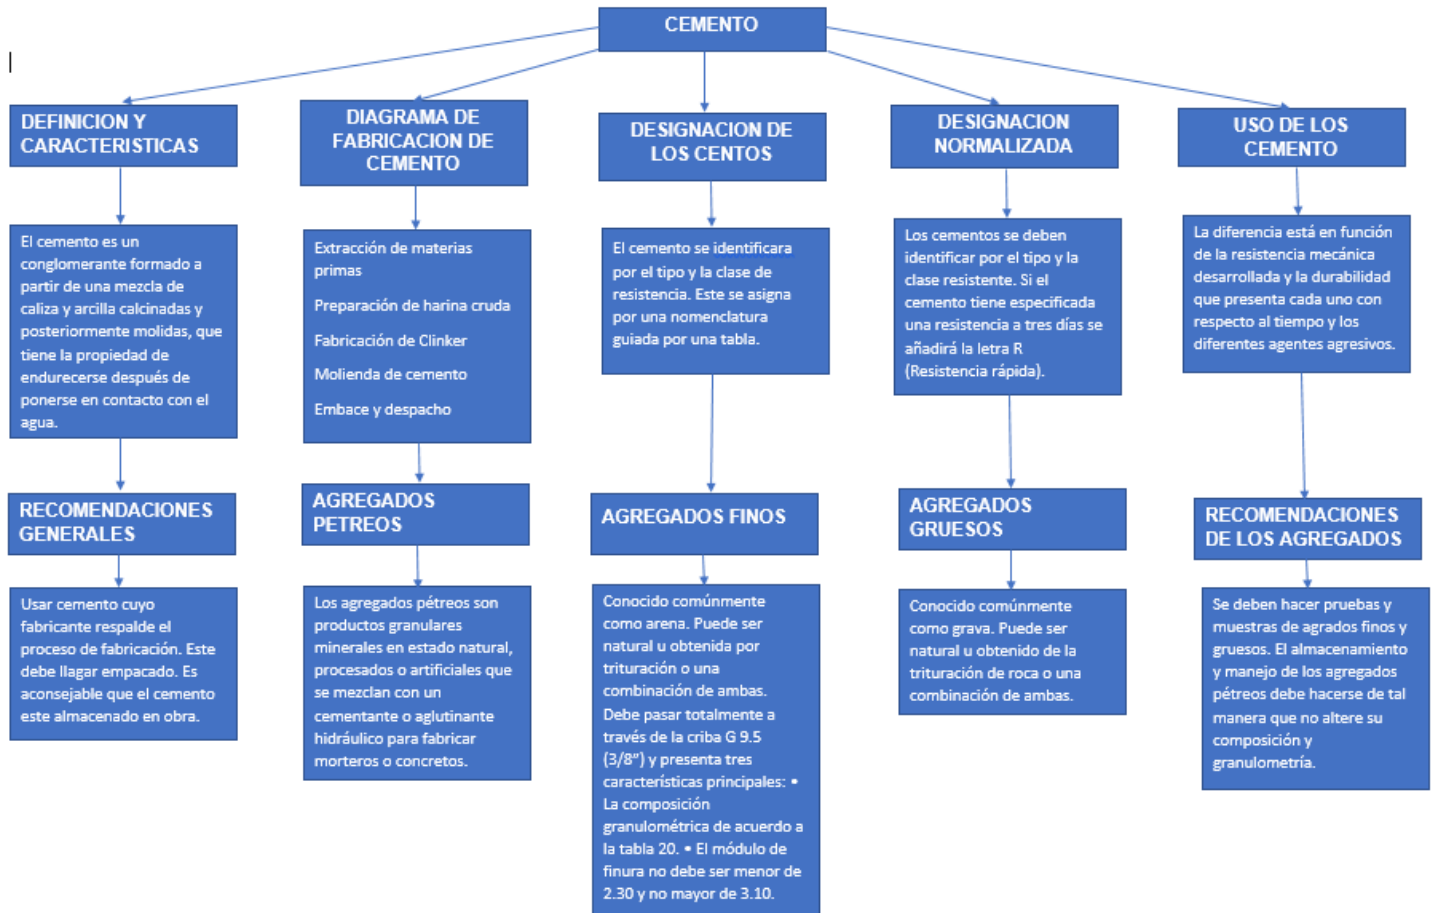 CEMENTO
DEFINICION Y
CARACTERISTICAS
El cemento es un
conglomerante formado a
partir de una mezcla de
caliza y arcilla calcinadas y
posteriormente molidas, que
tiene la propiedad de
endurecerse después de
ponerse en contacto con el
agua.
RECOMENDACIONES
GENERALES
Usar cemento cuyo
fabricante respalde el
proceso de fabricación. Este
debe llagar empacado. Es
aconsejable que el cemento
este almacenado en obra.
DIAGRAMA DE
FABRICACION DE
CEMENTO
Extracción de materias
primas
Preparación de harina cruda
Fabricación de Clinker
Molienda de cemento
Embace y despacho
AGREGADOS
PETREOS
Los agregados pétreos son
productos granulares
minerales en estado natural,
procesados o artificiales que
se mezclan con un
cementante o aglutinante
hidráulico para fabricar
morteros o concretos.
DESIGNACION DE
LOS CENTOS
El cemento se identificara
por el tipo y la clase de
resistencia. Este se asigna
por una nomenclatura
guiada por una tabla.
AGREGADOS FINOS
Conocido comúnmente
como arena. Puede ser
natural u obtenida por
trituración o una
combinación de ambas.
Debe pasar totalmente a
través de la criba G 9.5
(3/8”) y presenta tres
características principales: •
La composición
granulométrica de acuerdo a
la tabla 20. • El módulo de
finura no debe ser menor de
2.30 y no mayor de 3.10.
DESIGNACION
NORMALIZADA
Los cementos se deben
identificar por el tipo y la
clase resistente. Si el
cemento tiene especificada
una resistencia a tres días se
añadirá la letra R
(Resistencia rápida).
AGREGADOS
GRUESOS
Conocido comúnmente
como grava. Puede ser
natural u obtenido de la
trituración de roca o una
combinación de ambas.
USO DE LOS
CEMENTO
La diferencia está en función
de la resistencia mecánica
desarrollada y la durabilidad
que presenta cada uno con
respecto al tiempo y los
diferentes agentes agresivos.
RECOMENDACIONES
DE LOS AGREGADOS
Se deben hacer pruebas y
muestras de agrados finos y
gruesos. El almacenamiento
y manejo de los agregados
pétreos debe hacerse de tal
manera que no altere su
composición y
granulometría.